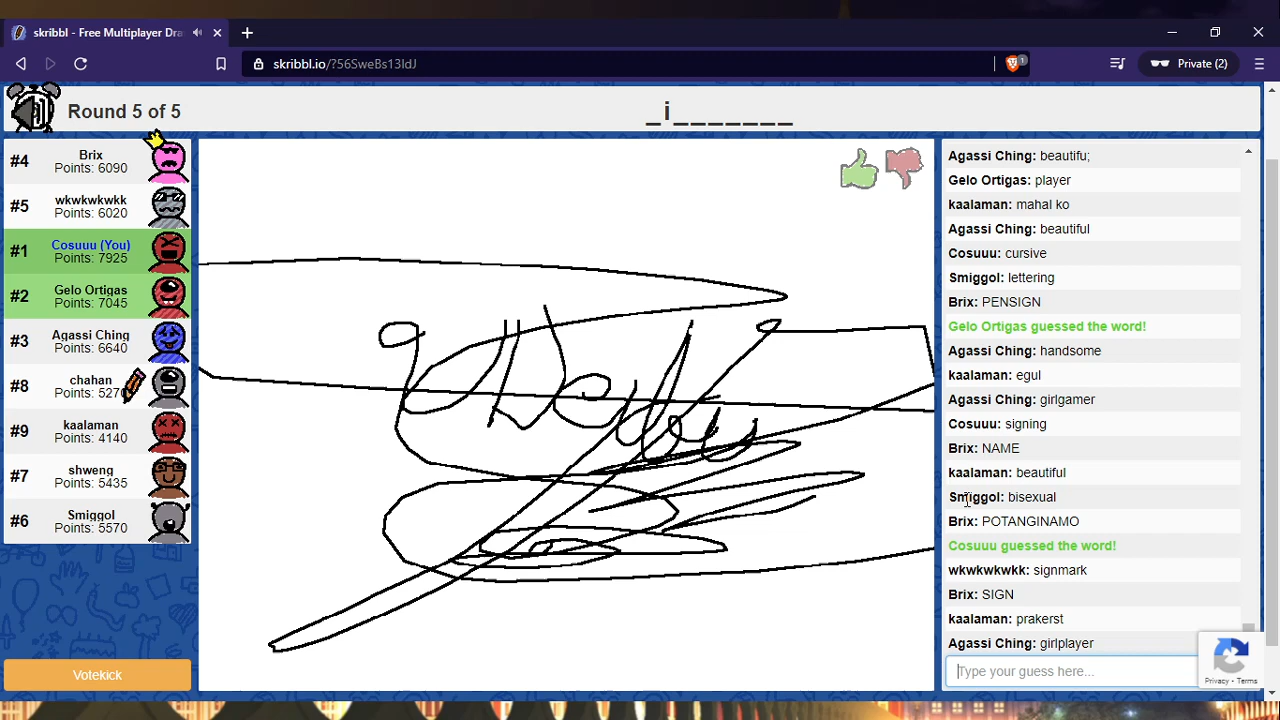 skribbl - Free Multiplayer Dra
skribbl.io/?56SweBs13IdJ
1
Private (2)
Round 5 of 5
_i_______
#4 Brix
Points: 6090
#5 wkwkwkwkk
Points: 6020
#1 Cosuuu (You)
Points: 7925
#2 Gelo Ortigas
Points: 7045
#3 Agassi Ching
Points: 6640
#8 chahan
Points: 5270
#9 kaalaman
Points: 4140
#7 shweng
Points: 5435
#6 Smiggol
Points: 5570
Votekick
Agassi Ching: beautifu;
Gelo Ortigas: player
kaalaman: mahal ko
Agassi Ching: beautiful
Cosuuu: cursive
Smiggol: lettering
Brix: PENSIGN
Gelo Ortigas guessed the word!
Agassi Ching: handsome
kaalaman: egul
Agassi Ching: girlgamer
Cosuuu: signing
Brix: NAME
kaalaman: beautiful
Smiggol: bisexual
Brix: POTANGINAMO
Cosuuu guessed the word!
wkwkwkwkk: signmark
Brix: SIGN
kaalaman: prakerst
Agassi Ching: girlplayer
Type your guess here...
Privacy - Terms